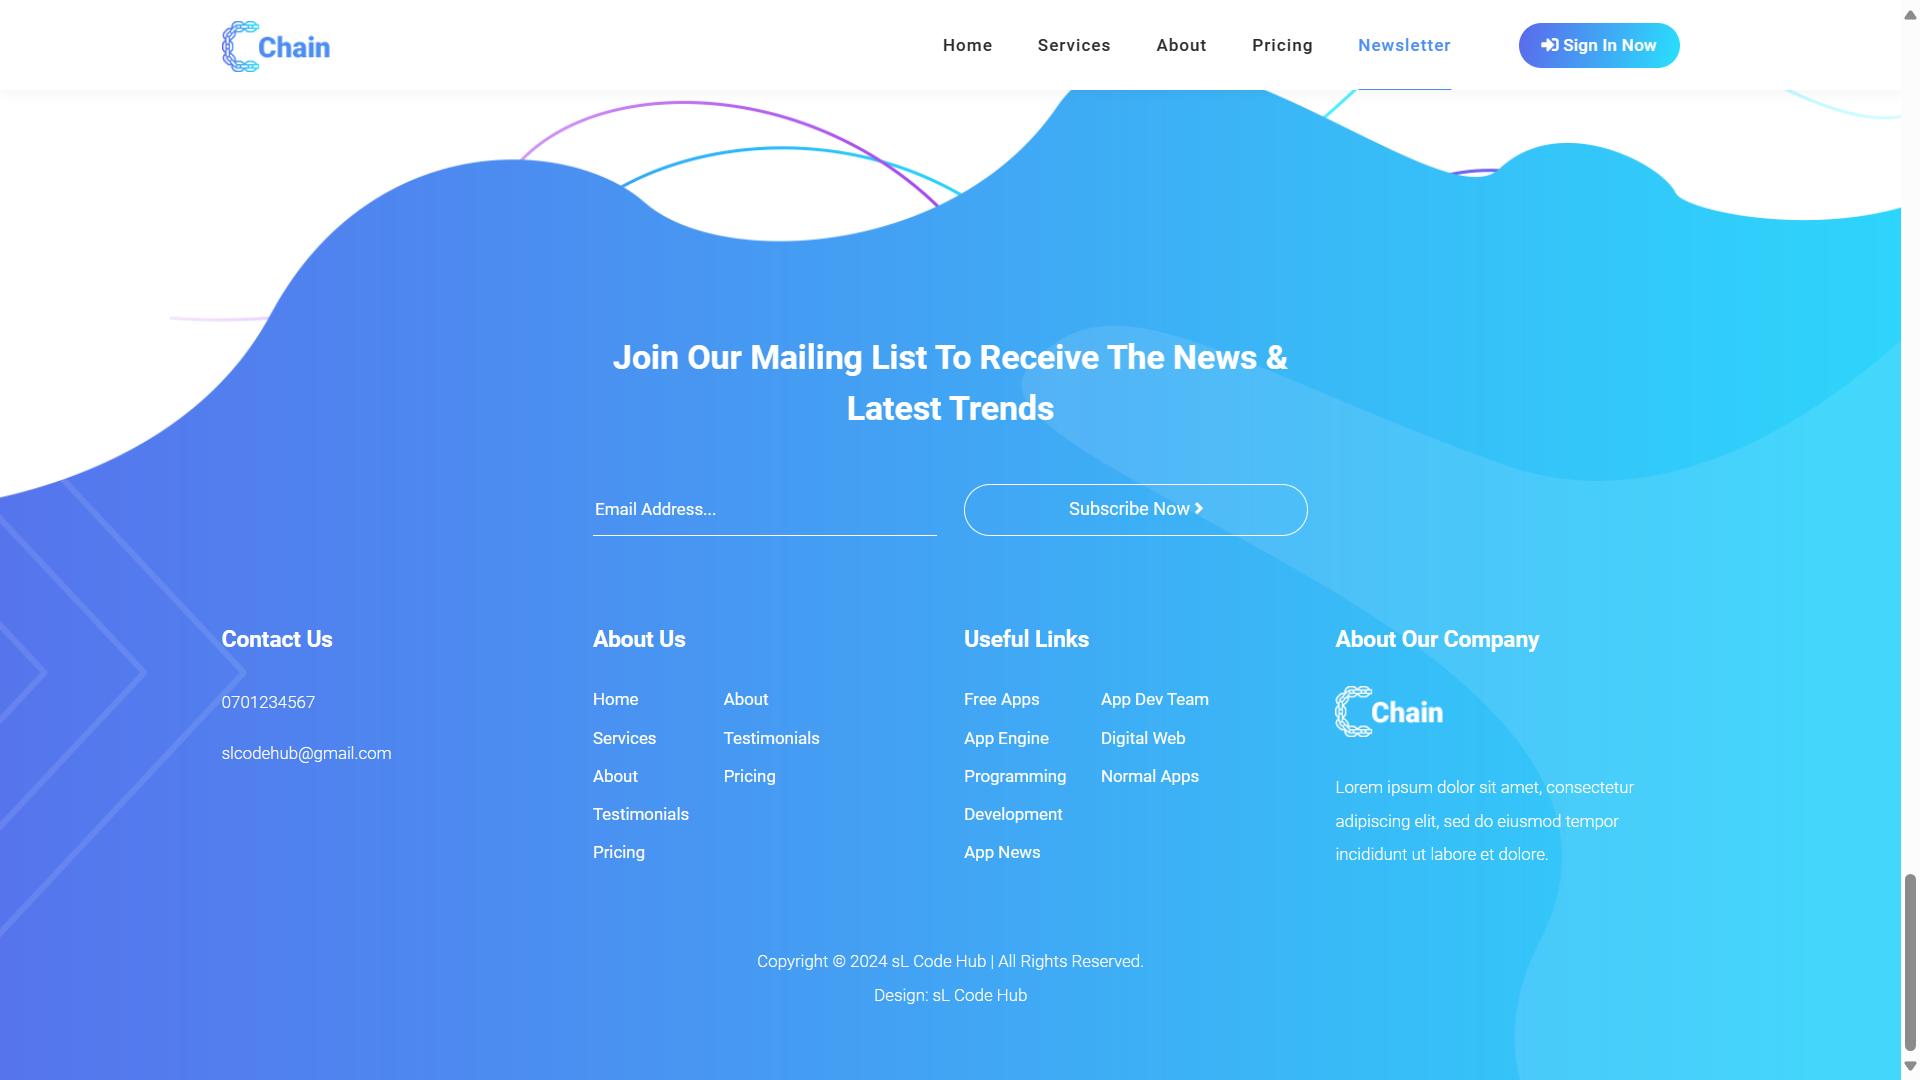 Chain
Home Services About Pricing Newsletter Sign In Now
Join Our Mailing List To Receive The News &
Latest Trends
Email Address...
Subscribe Now
Contact Us
0701234567
slcodehub@gmail.com
About Us
Home
Services
About
Testimonials
Pricing
About
Testimonials
Pricing
Useful Links
Free Apps
App Engine
Programming
Development
App News
App Dev Team
Digital Web
Normal Apps
About Our Company
Chain
Lorem ipsum dolor sit amet, consectetur
adipiscing elit, sed do eiusmod tempor
incididunt ut labore et dolore.
Copyright © 2024 sL Code Hub | All Rights Reserved.
Design: sL Code Hub